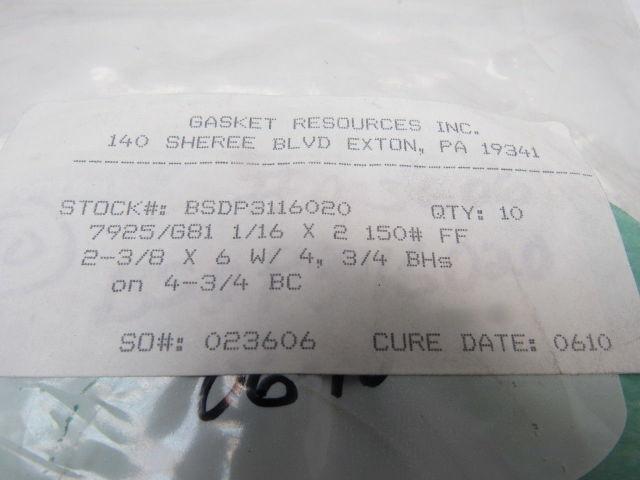 GASKET RESOURCES INC.
140 SHEREE BLVD EXTON, PA 19341
STOCK#: BSDP3116020 QTY: 10
7925/G81 1/16 X 2 150# FF
2-3/8 X 6 W/ 4, 3/4 BHs
on 4-3/4 BC
SO#: 023606 CURE DATE: 0610